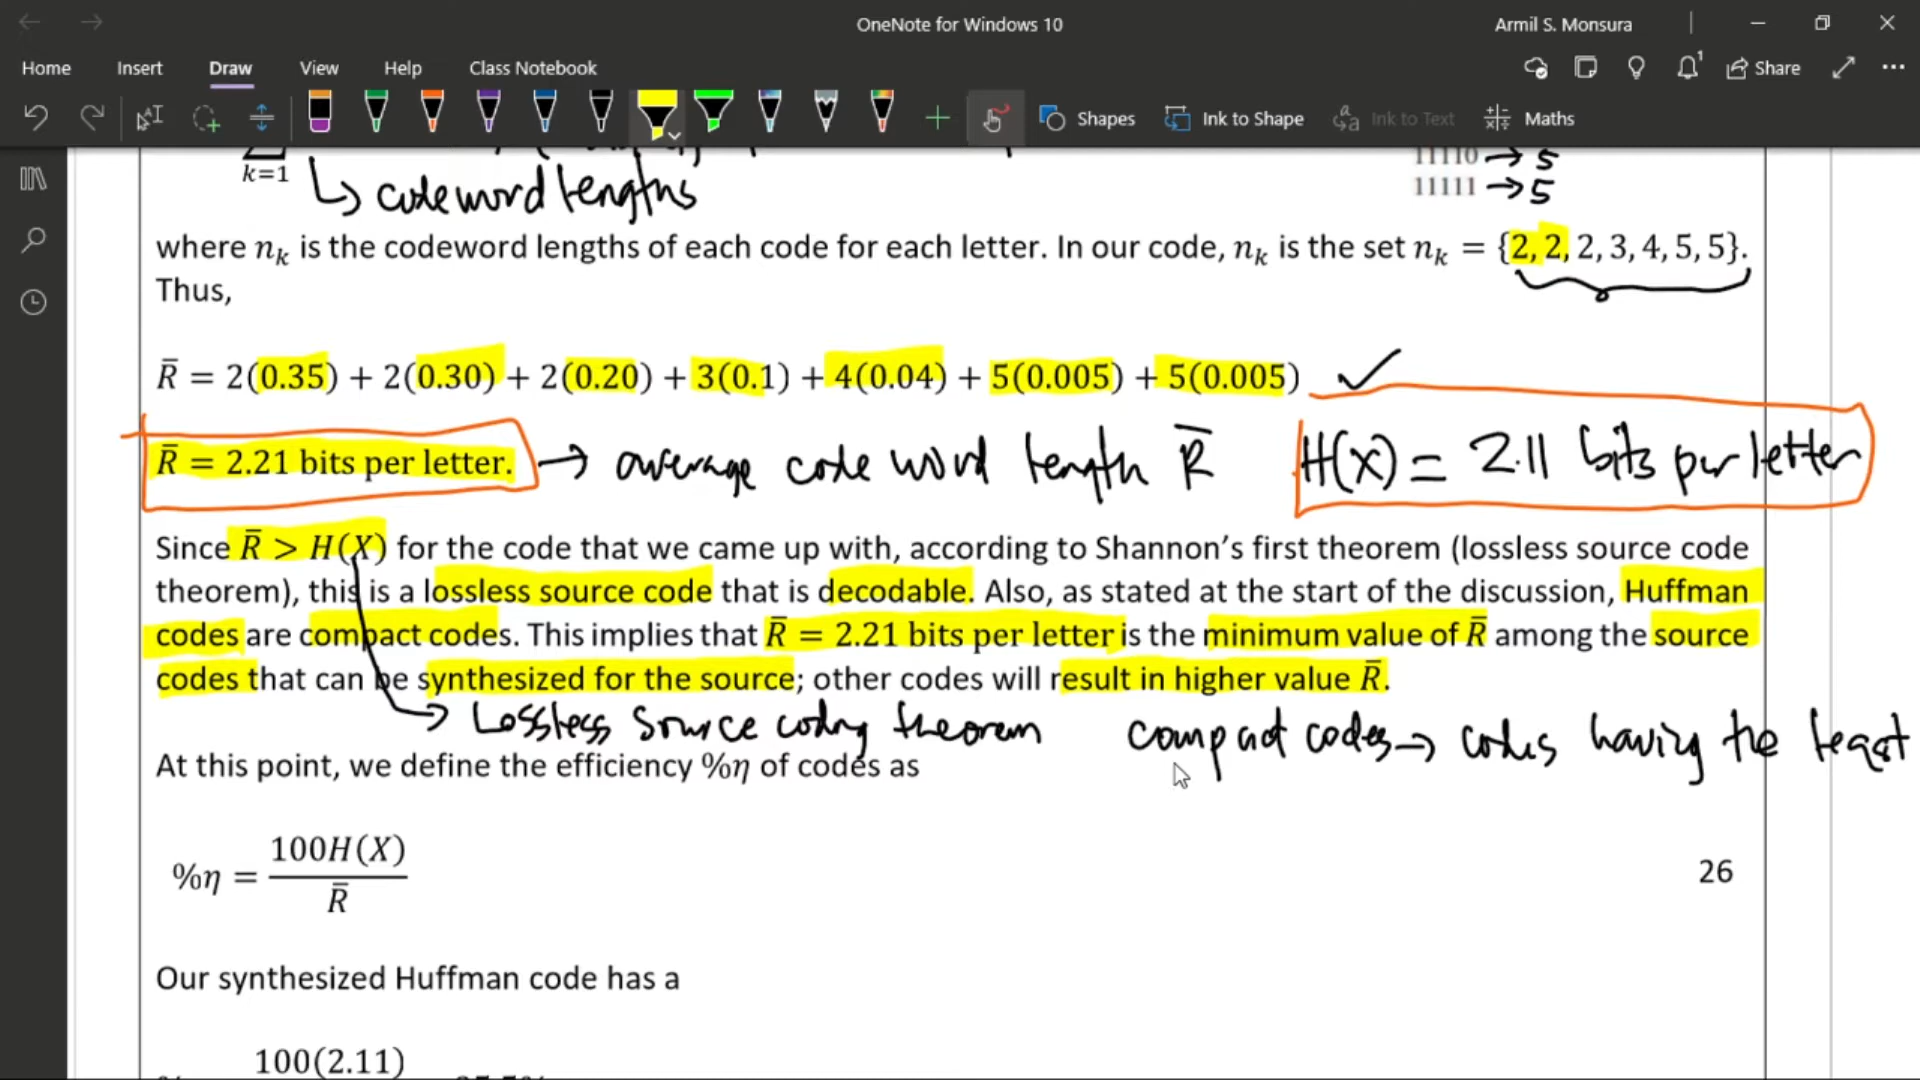 OneNote for Windows 10
Armil S. Monsura
Home Insert Draw View Help Class Notebook
Share
Shapes Ink to Shape Ink to Text Maths
k=1
codeword lengths
11110 → 5
11111 → 5
where nₖ is the codeword lengths of each code for each letter. In our code, nₖ is the set nₖ = {2, 2, 2, 3, 4, 5, 5}.
Thus,
R̄ = 2(0.35) + 2(0.30) + 2(0.20) + 3(0.1) + 4(0.04) + 5(0.005) + 5(0.005)
R̄ = 2.21 bits per letter. → average code word length R̄ H(X) = 2.11 bits per letter
Since R̄ > H(X) for the code that we came up with, according to Shannon’s first theorem (lossless source code
theorem), this is a lossless source code that is decodable. Also, as stated at the start of the discussion, Huffman
codes are compact codes. This implies that R̄ = 2.21 bits per letter is the minimum value of R̄ among the source
codes that can be synthesized for the source; other codes will result in higher value R̄.
→ Lossless source coding theorem compact codes → codes having the least
At this point, we define the efficiency %η of codes as
%η = 100H(X)
R̄
26
Our synthesized Huffman code has a
100(2.11)